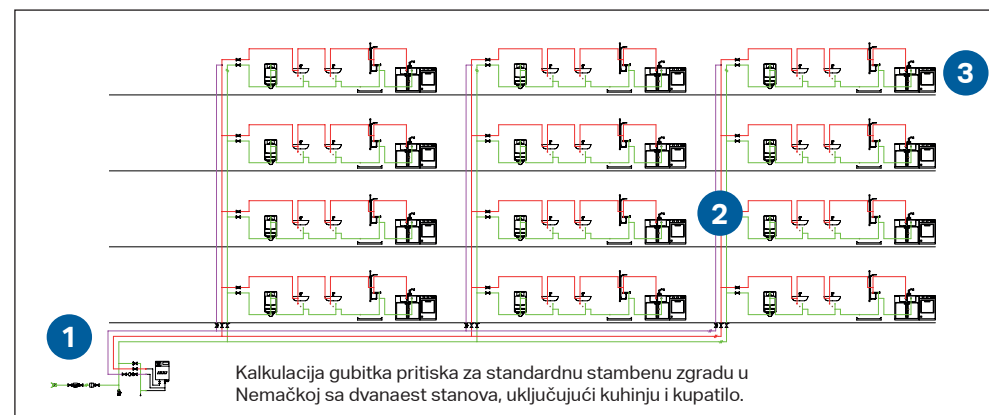 3
2
1
Kalkulacija gubitka pritiska za standardnu stambenu zgradu u
Nemačkoj sa dvanaest stanova, uključujući kuhinju i kupatilo.